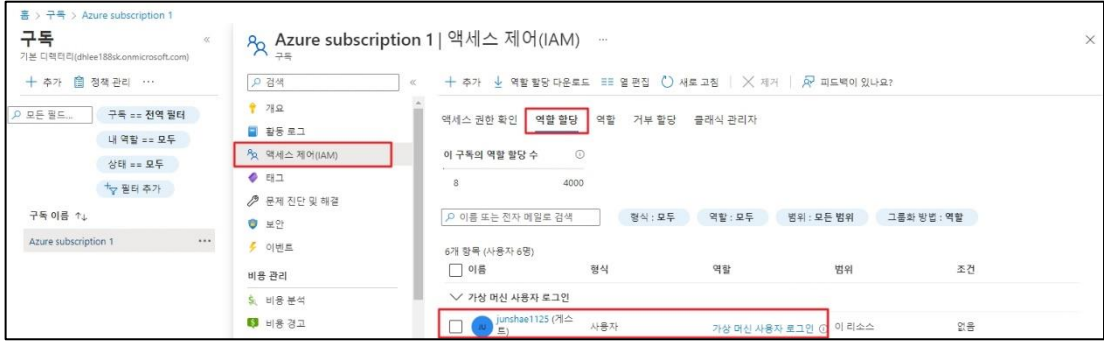 홈 > 구독 > Azure subscription 1
구독
기본 디렉터리(dhlee188sk.onmicrosoft.com)
추가 정책 관리 ...
모든 필드... 구독 == 전역 필터
내 역할 == 모두
상태 == 모두
필터 추가
구독 이름 ↑↓
Azure subscription 1 ...
Azure subscription 1 | 액세스 제어(IAM) ...
구독
검색
개요
활동 로그
액세스 제어(IAM)
태그
문제 진단 및 해결
보안
이벤트
비용 관리
비용 분석
비용 경고
추가 역할 할당 다운로드 열 편집 새로 고침 제거 피드백이 있나요?
액세스 권한 확인 역할 할당 역할 거부 할당 클래식 관리자
이 구독의 역할 할당 수
8 4000
이름 또는 전자 메일로 검색 형식 : 모두 역할 : 모두 범위 : 모든 범위 그룹화 방법 : 역할
6개 항목 (사용자 6명)
이름 형식 역할 범위 조건
가상 머신 사용자 로그인
JU junshae1125 (게스트) 사용자 가상 머신 사용자 로그인 이 리소스 없음